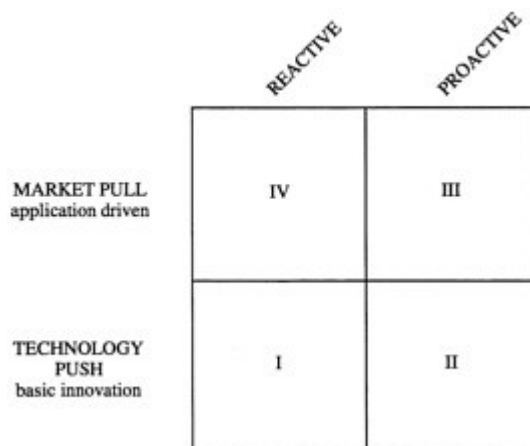 REACTIVE
PROACTIVE
MARKET PULL
application driven
IV
III
TECHNOLOGY
PUSH
basic innovation
I
II